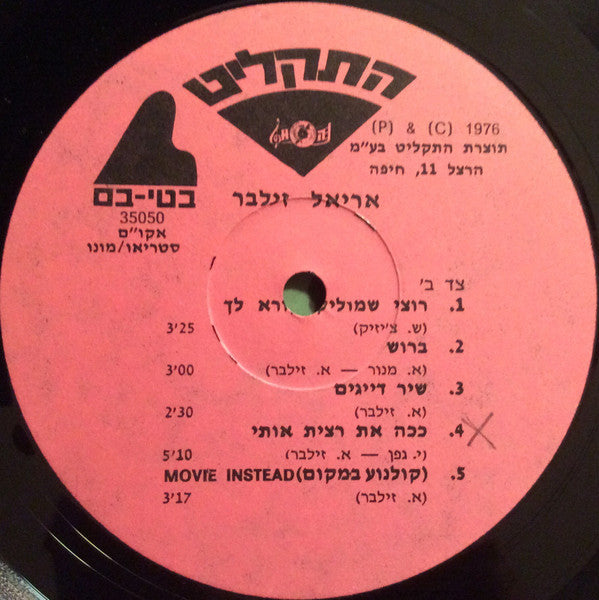 התקליט
(P) & (C) 1976
תוצרת התקליט בע"מ
הרצל 11, חיפה
בטי-בם
35050
אקו"ם
סטריאו/מונו
אריאל זילבר
צד ב'
1. רוצי שמוליק קורא לך
(ש. צ'יזיק) 3'25
2. ברוש
(א. מנור — א. זילבר) 3'00
3. שיר דייגים
(א. זילבר) 2'30
4. ככה את רצית אותי
(י. גפן — א. זילבר) 5'10
5. (קולנוע במקום) MOVIE INSTEAD
(א. זילבר) 3'17